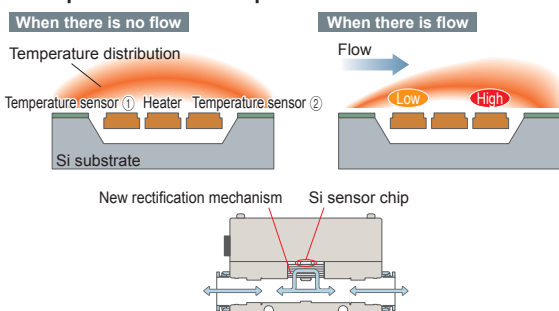 When there is no flow
When there is flow
Temperature distribution
Flow
Temperature sensor ① Heater Temperature sensor ②
Low
High
Si substrate
New rectification mechanism
Si sensor chip